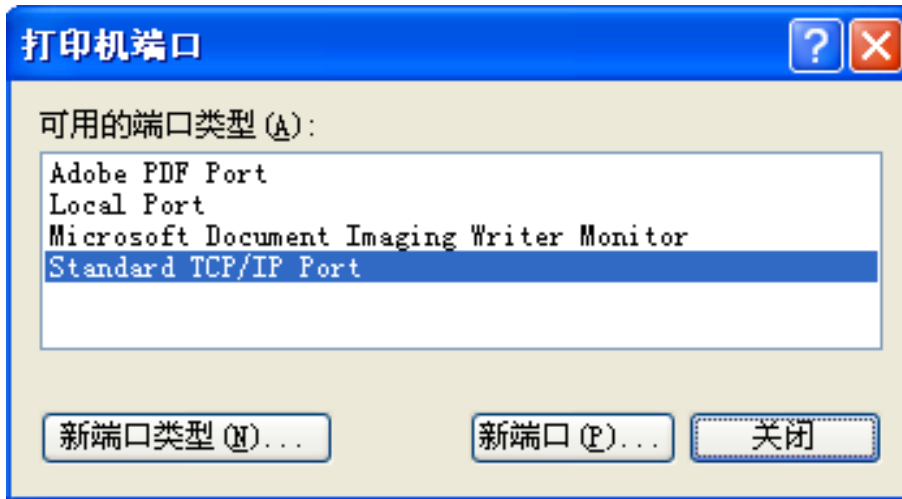 打印机端口
可用的端口类型(A):
Adobe PDF Port
Local Port
Microsoft Document Imaging Writer Monitor
Standard TCP/IP Port
新端口类型(N)... 新端口(P)... 关闭